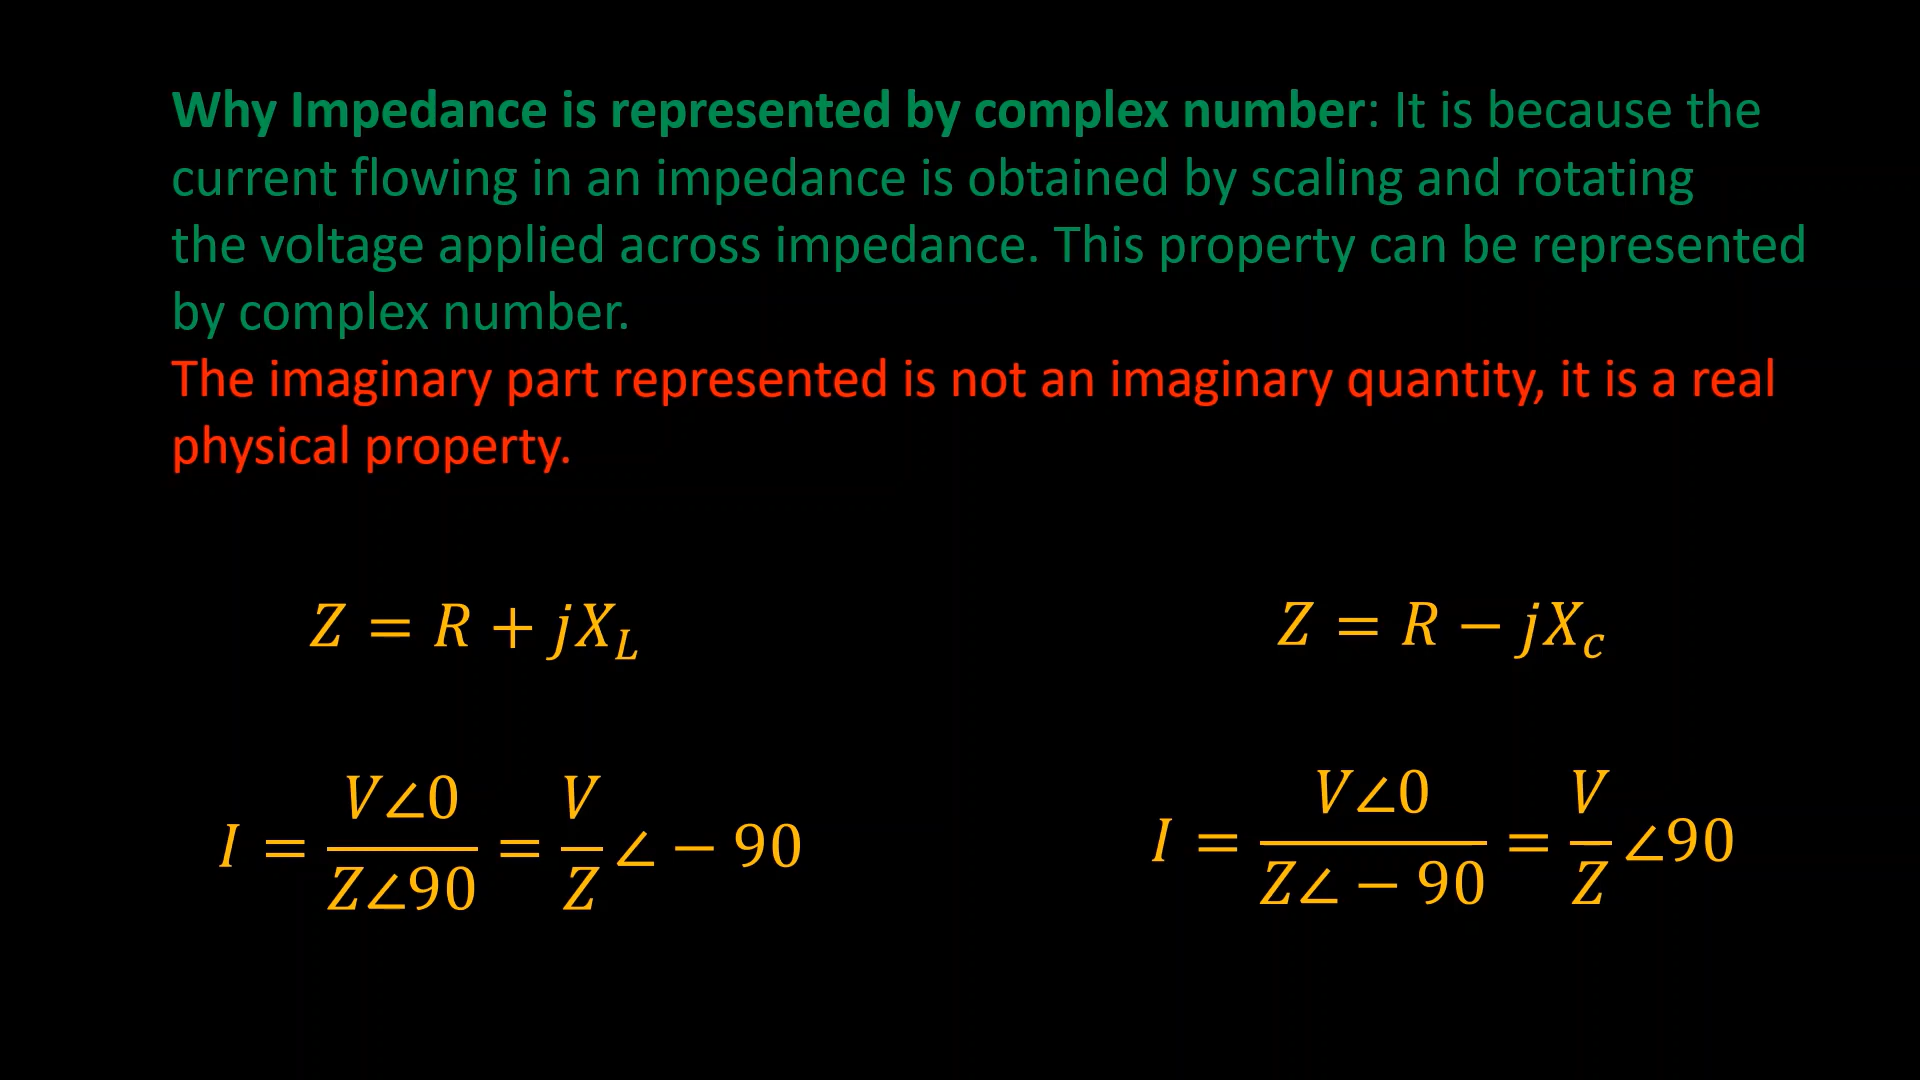 Why Impedance is represented by complex number: It is because the
current flowing in an impedance is obtained by scaling and rotating
the voltage applied across impedance. This property can be represented
by complex number.
The imaginary part represented is not an imaginary quantity, it is a real
physical property.
Z = R + jX_L
Z = R − jX_c
I = V∠0 / Z∠90 = V / Z ∠ − 90
I = V∠0 / Z∠ − 90 = V / Z ∠90